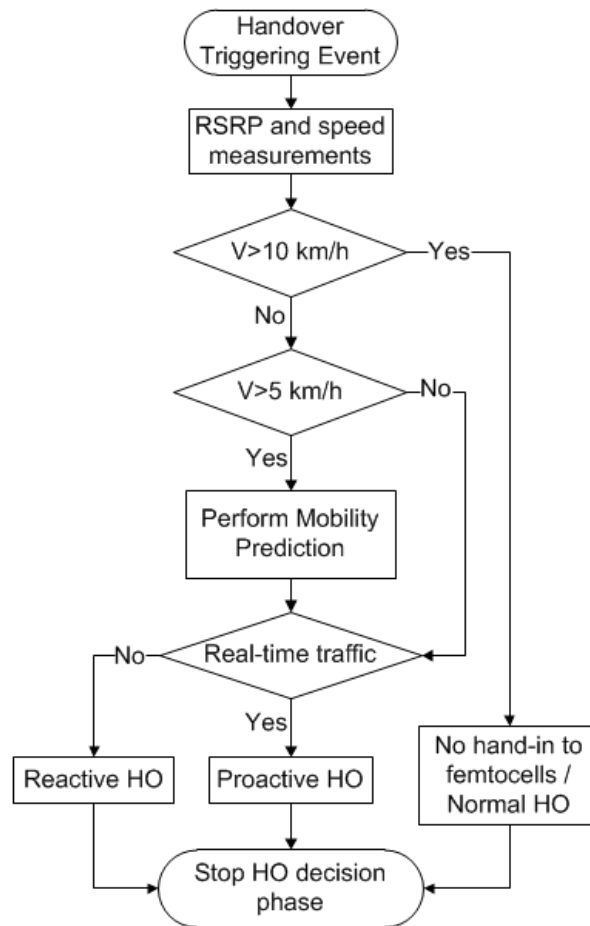 Handover
Triggering Event
RSRP and speed
measurements
V>10 km/h
Yes
No
V>5 km/h
No
Yes
Perform Mobility
Prediction
Real-time traffic
No
Yes
Reactive HO
Proactive HO
No hand-in to
femtocells /
Normal HO
Stop HO decision
phase